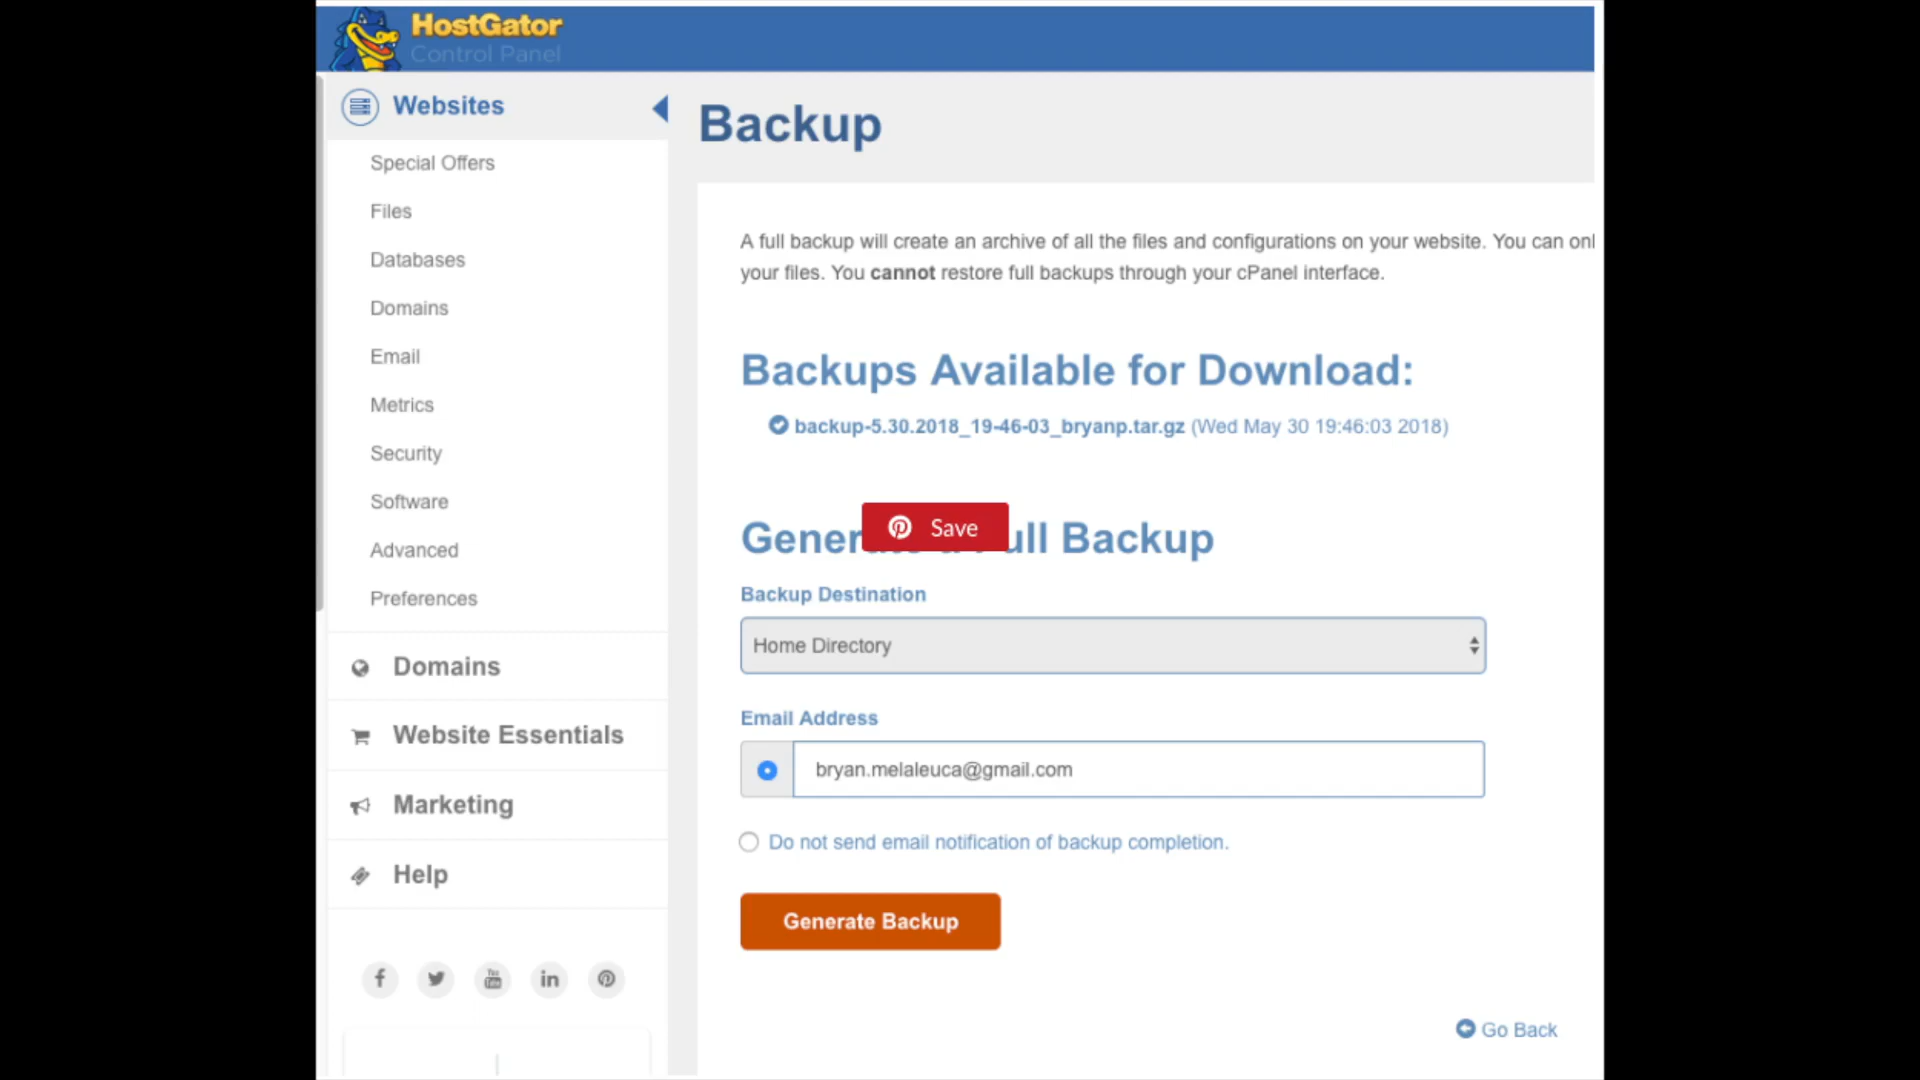 HostGator
Control Panel
Websites
Special Offers
Files
Databases
Domains
Email
Metrics
Security
Software
Advanced
Preferences
Domains
Website Essentials
Marketing
Help
Backup
A full backup will create an archive of all the files and configurations on your website. You can
your files. You cannot restore full backups through your cPanel interface.
Backups Available for Download:
backup-5.30.2018_19-46-03_bryanp.tar.gz (Wed May 30 19:46:03 2018)
Save
Backup
Backup Destination
Home Directory
Email Address
bryan.melaleuca@gmail.com
Do not send email notification of backup completion.
Generate Backup
Go Back